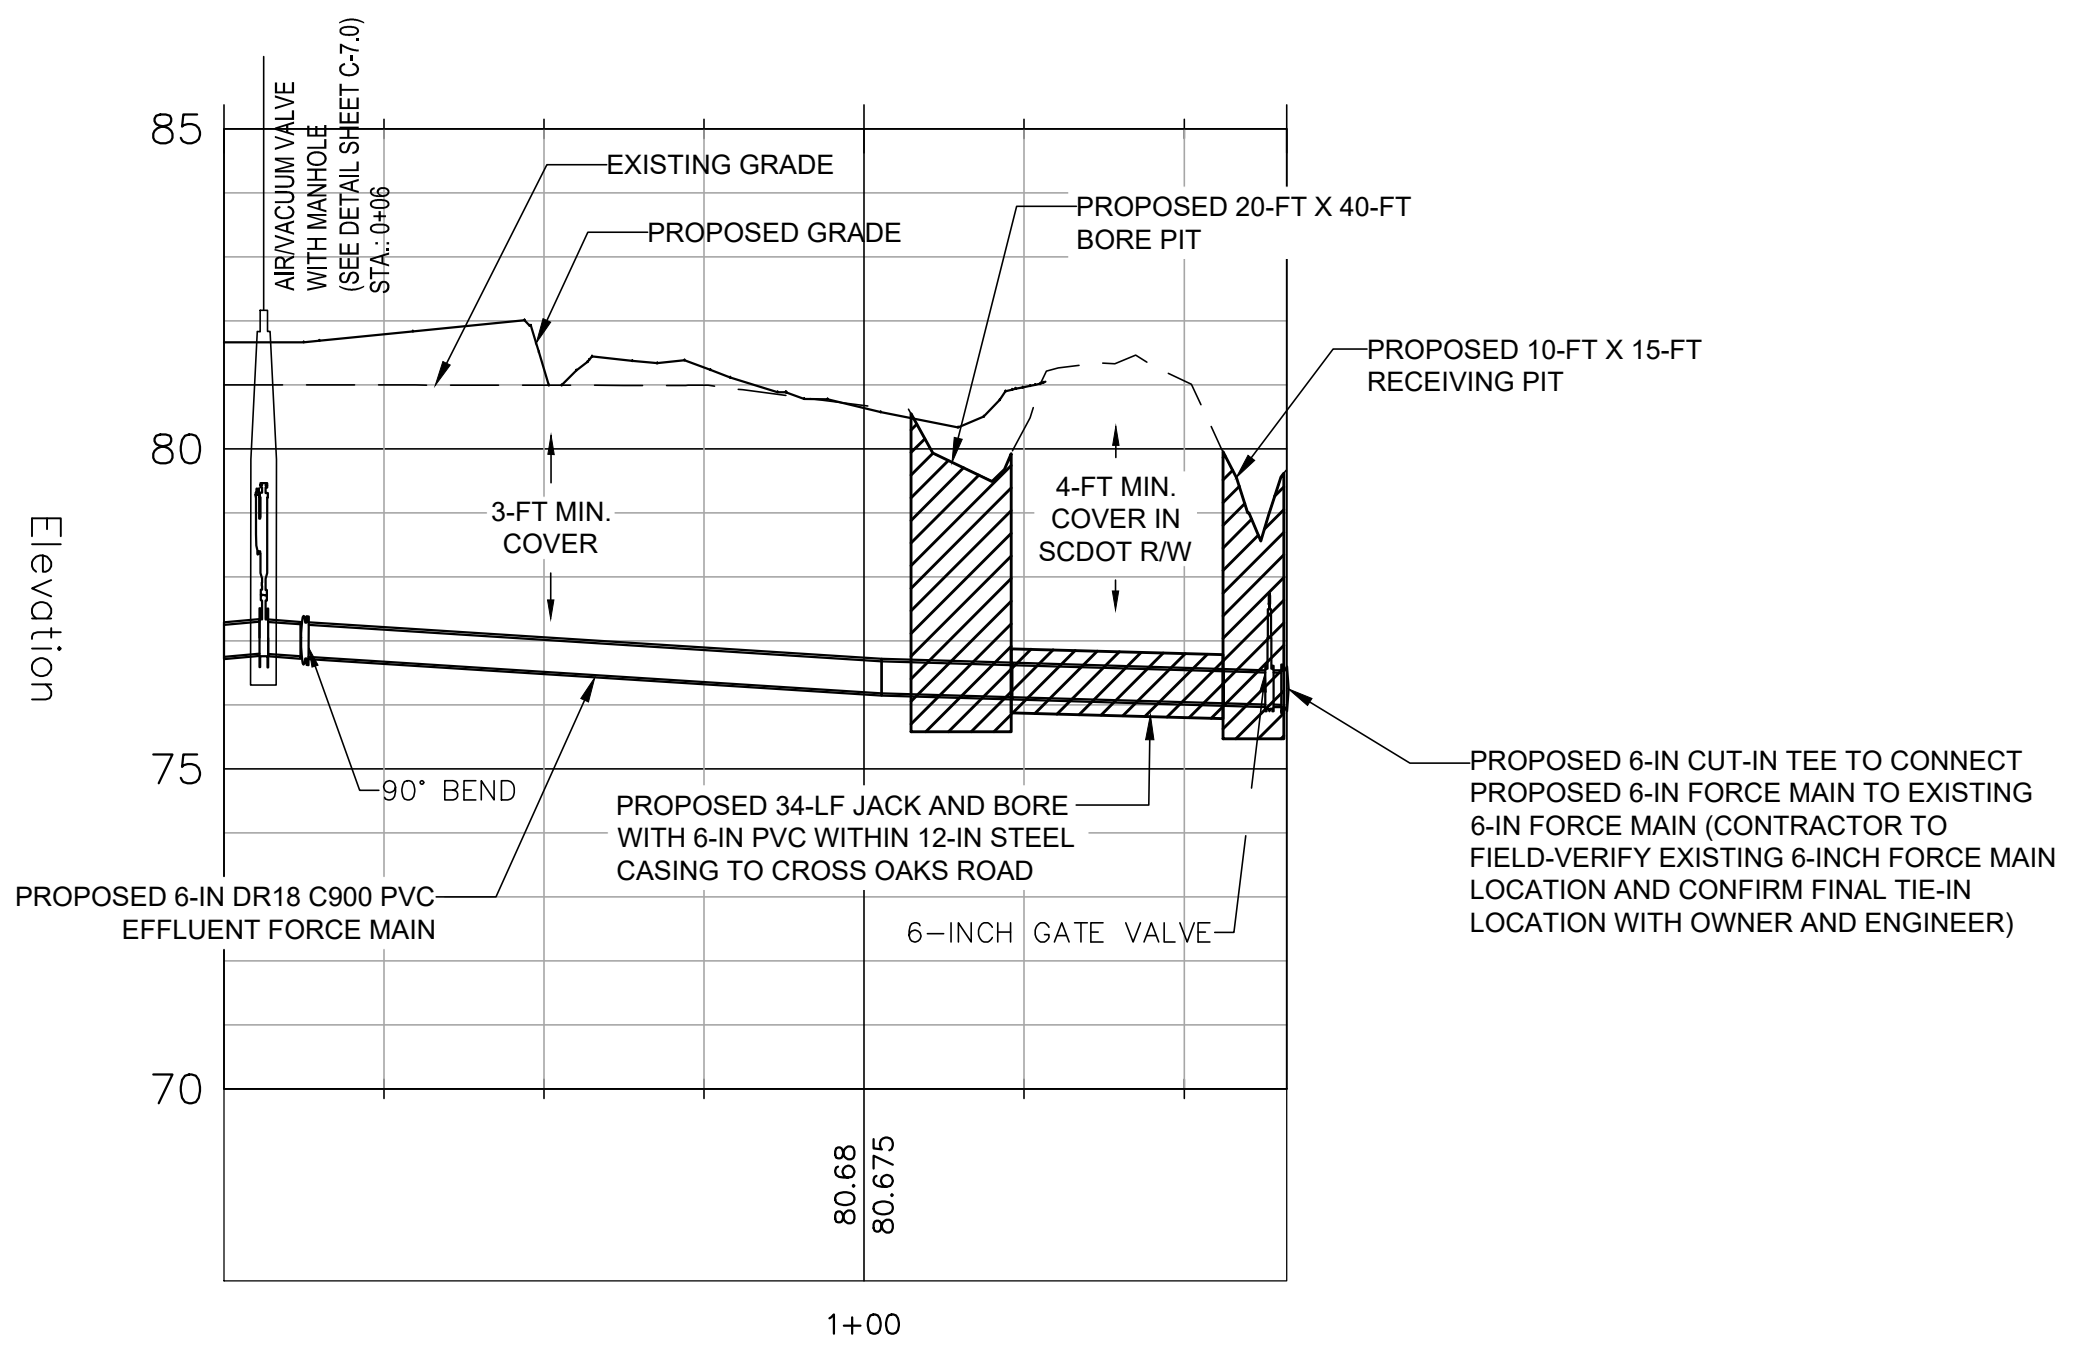 AIR/VACUUM VALVE
WITH MANHOLE
(SEE DETAIL SHEET C-7.0)
STA.: 0+06
85
80
75
70
Elevation
EXISTING GRADE
PROPOSED GRADE
PROPOSED 20-FT X 40-FT
BORE PIT
PROPOSED 10-FT X 15-FT
RECEIVING PIT
3-FT MIN.
COVER
4-FT MIN.
COVER IN
SCDOT R/W
90° BEND
PROPOSED 34-LF JACK AND BORE
WITH 6-IN PVC WITHIN 12-IN STEEL
CASING TO CROSS OAKS ROAD
PROPOSED 6-IN DR18 C900 PVC
EFFLUENT FORCE MAIN
6-INCH GATE VALVE
PROPOSED 6-IN CUT-IN TEE TO CONNECT
PROPOSED 6-IN FORCE MAIN TO EXISTING
6-IN FORCE MAIN (CONTRACTOR TO
FIELD-VERIFY EXISTING 6-INCH FORCE MAIN
LOCATION AND CONFIRM FINAL TIE-IN
LOCATION WITH OWNER AND ENGINEER)
80.68
80.675
1+00